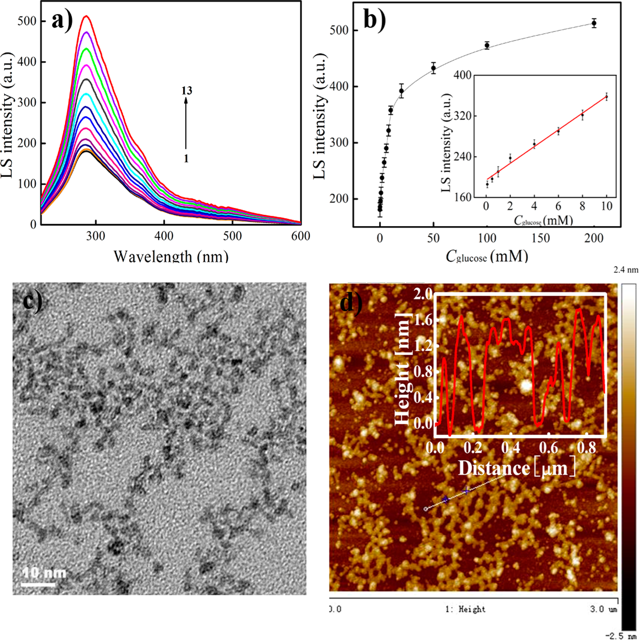 a)
500
400
300
200
100
0
LS intensity (a.u.)
13
1
300
400
500
600
Wavelength (nm)
b)
500
400
300
200
LS intensity (a.u.)
0
50
100
150
200
C_glucose (mM)
400
320
240
160
LS intensity (a.u.)
0
2
4
6
8
10
C_glucose (mM)
c)
10 nm
d)
2.4 nm
2.0
1.6
1.2
0.8
0.4
0.0
Height [nm]
0.0
0.2
0.4
0.6
0.8
Distance [μm]
0.0
1: Height
3.0 um
-2.5 nm